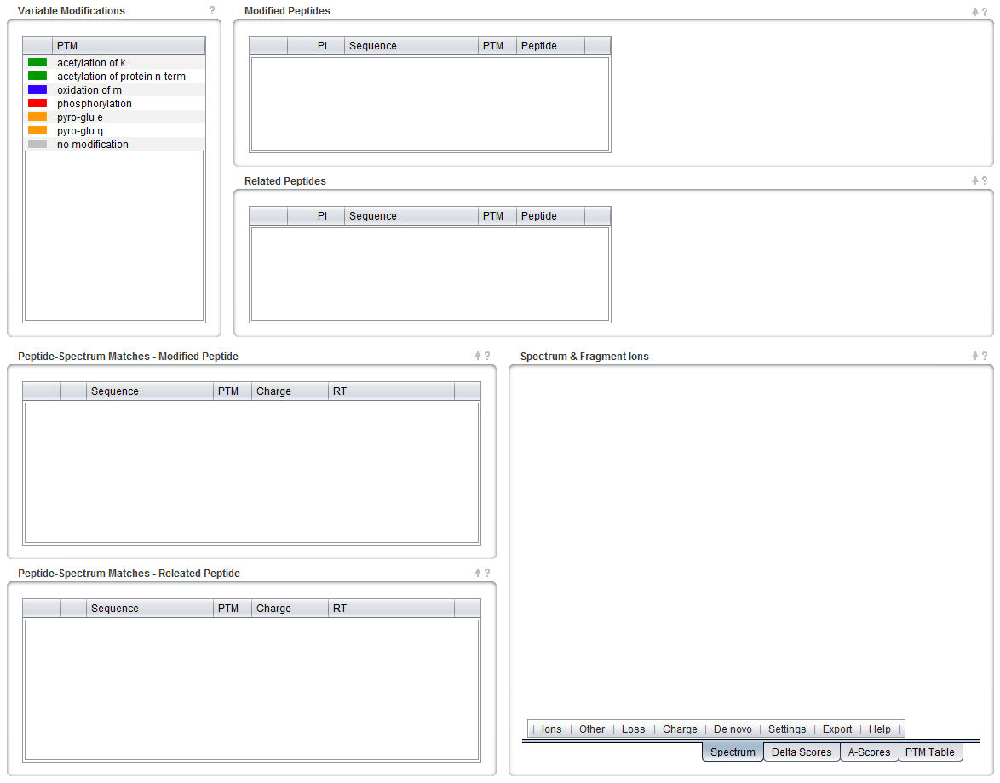 Variable Modifications ?
PTM
acetylation of k
acetylation of protein n-term
oxidation of m
phosphorylation
pyro-glu e
pyro-glu q
no modification
Modified Peptides ?
PI Sequence PTM Peptide
Related Peptides ?
PI Sequence PTM Peptide
Peptide-Spectrum Matches - Modified Peptide ?
Sequence PTM Charge RT
Peptide-Spectrum Matches - Releated Peptide ?
Sequence PTM Charge RT
Spectrum & Fragment Ions ?
| Ions | Other | Loss | Charge | De novo | Settings | Export | Help |
Spectrum Delta Scores A-Scores PTM Table